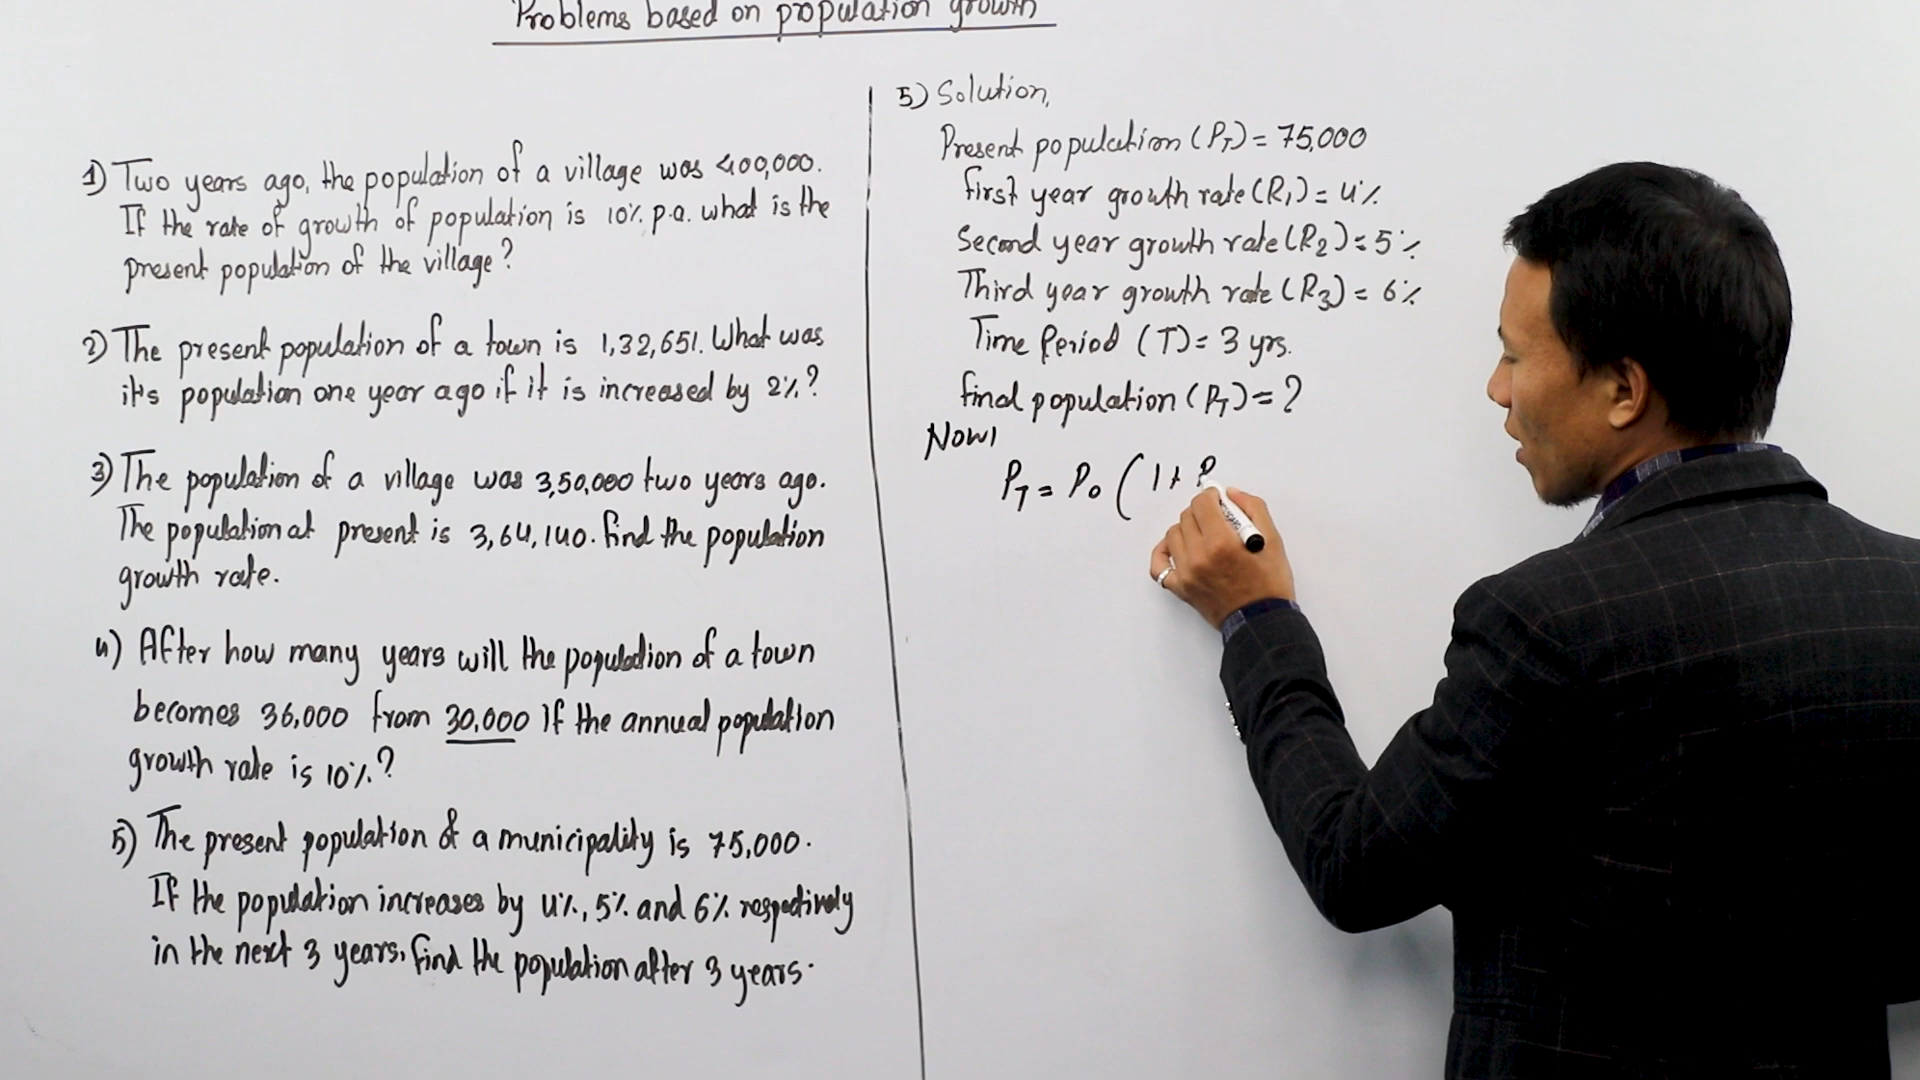 Problems based on population growth
1) Two years ago, the population of a village was 400,000.
If the rate of growth of population is 10% p.a. what is the
present population of the village?
2) The present population of a town is 1,32,651. What was
it's population one year ago if it is increased by 2%?
3) The population of a village was 3,50,000 two years ago.
The population at present is 3,64,140. find the population
growth rate.
4) After how many years will the population of a town
becomes 36,000 from 30,000 if the annual population
growth rate is 10%?
5) The present population of a municipality is 75,000.
If the population increases by 4%, 5% and 6% respectively
in the next 3 years, find the population after 3 years.
5) Solution,
Present population (PT) = 75,000
first year growth rate (R1) = 4%
Second year growth rate (R2) = 5%
Third year growth rate (R3) = 6%
Time Period (T) = 3 yrs.
final population (PT) = ?
Now,
PT = P0 ( 1 +